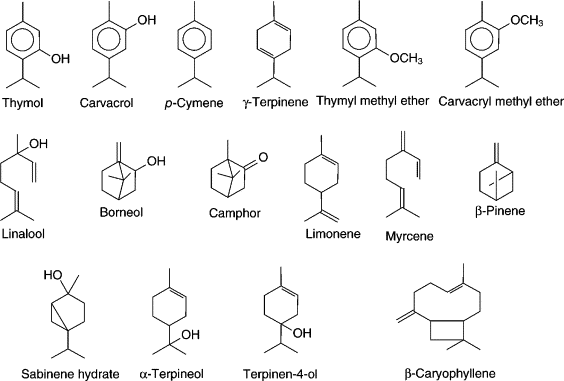 OH OH OCH3
OCH3
Thymol Carvacrol p-Cymene γ-Terpinene Thymyl methyl ether Carvacryl methyl ether
OH OH O
Linalool Borneol Camphor Limonene Myrcene β-Pinene
HO
OH OH
Sabinene hydrate α-Terpineol Terpinen-4-ol β-Caryophyllene